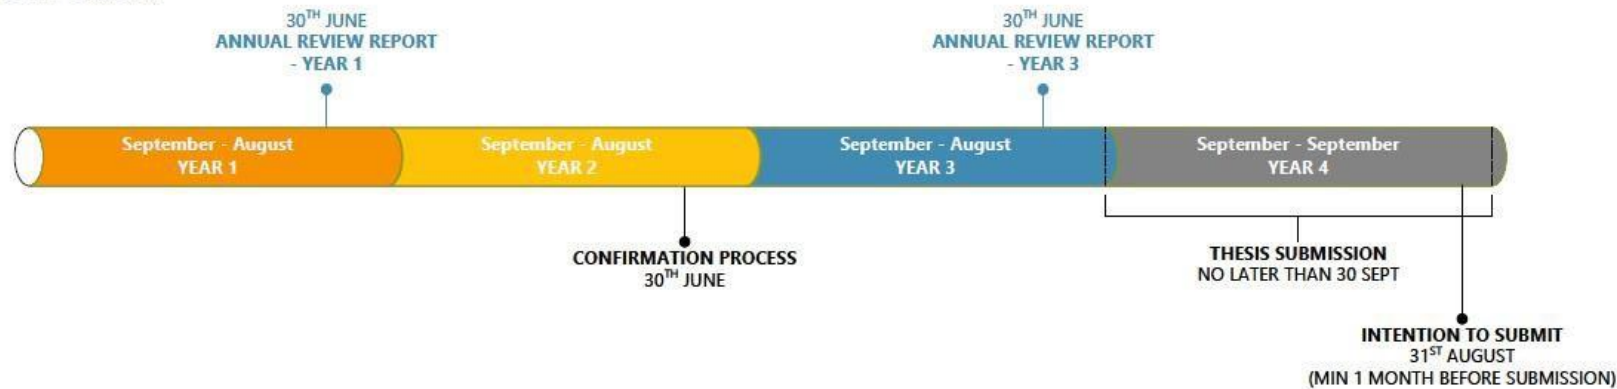 30TH JUNE
ANNUAL REVIEW REPORT
- YEAR 1
30TH JUNE
ANNUAL REVIEW REPORT
- YEAR 3
September - August
YEAR 1
September - August
YEAR 2
September - August
YEAR 3
September - September
YEAR 4
CONFIRMATION PROCESS
30TH JUNE
THESIS SUBMISSION
NO LATER THAN 30 SEPT
INTENTION TO SUBMIT
31ST AUGUST
(MIN 1 MONTH BEFORE SUBMISSION)